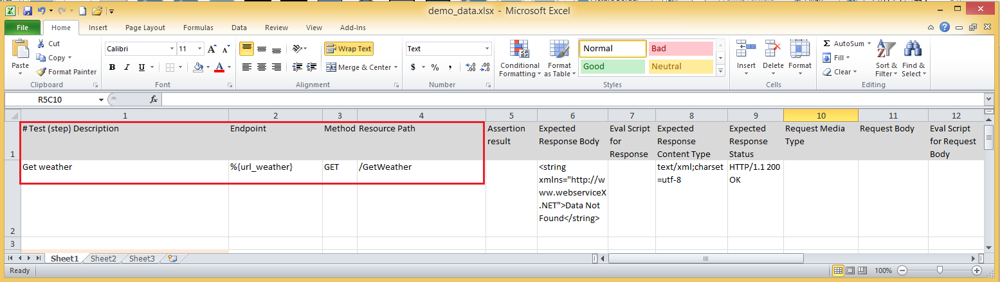 demo_data.xlsx - Microsoft Excel
File Home Insert Page Layout Formulas Data Review View Add-Ins
Paste
Cut
Copy
Format Painter
Clipboard
Calibri 11
B I U
Font
Wrap Text
Merge & Center
Alignment
Text
$ % ,
Number
Conditional Formatting
Format as Table
Normal Bad
Good Neutral
Styles
Insert Delete Format
Cells
AutoSum
Fill
Clear
Sort & Filter
Find & Select
Editing
R5C10 fx
1 2 3 4 5 6 7 8 9 10 11 12
1
# Test (step) Description
Endpoint
Method
Resource Path
Assertion
result
Expected
Response Body
Eval Script
for
Response
Expected
Response
Content Type
Expected
Response
Status
Request Media
Type
Request Body
Eval Script
for Request
Body
2
Get weather
%{url_weather}
GET
/GetWeather
<string
xmlns="http://w
ww.webserviceX
.NET">Data Not
Found</string>
text/xml;charset
=utf-8
HTTP/1.1 200
OK
3
Sheet1 Sheet2 Sheet3
Ready
100%